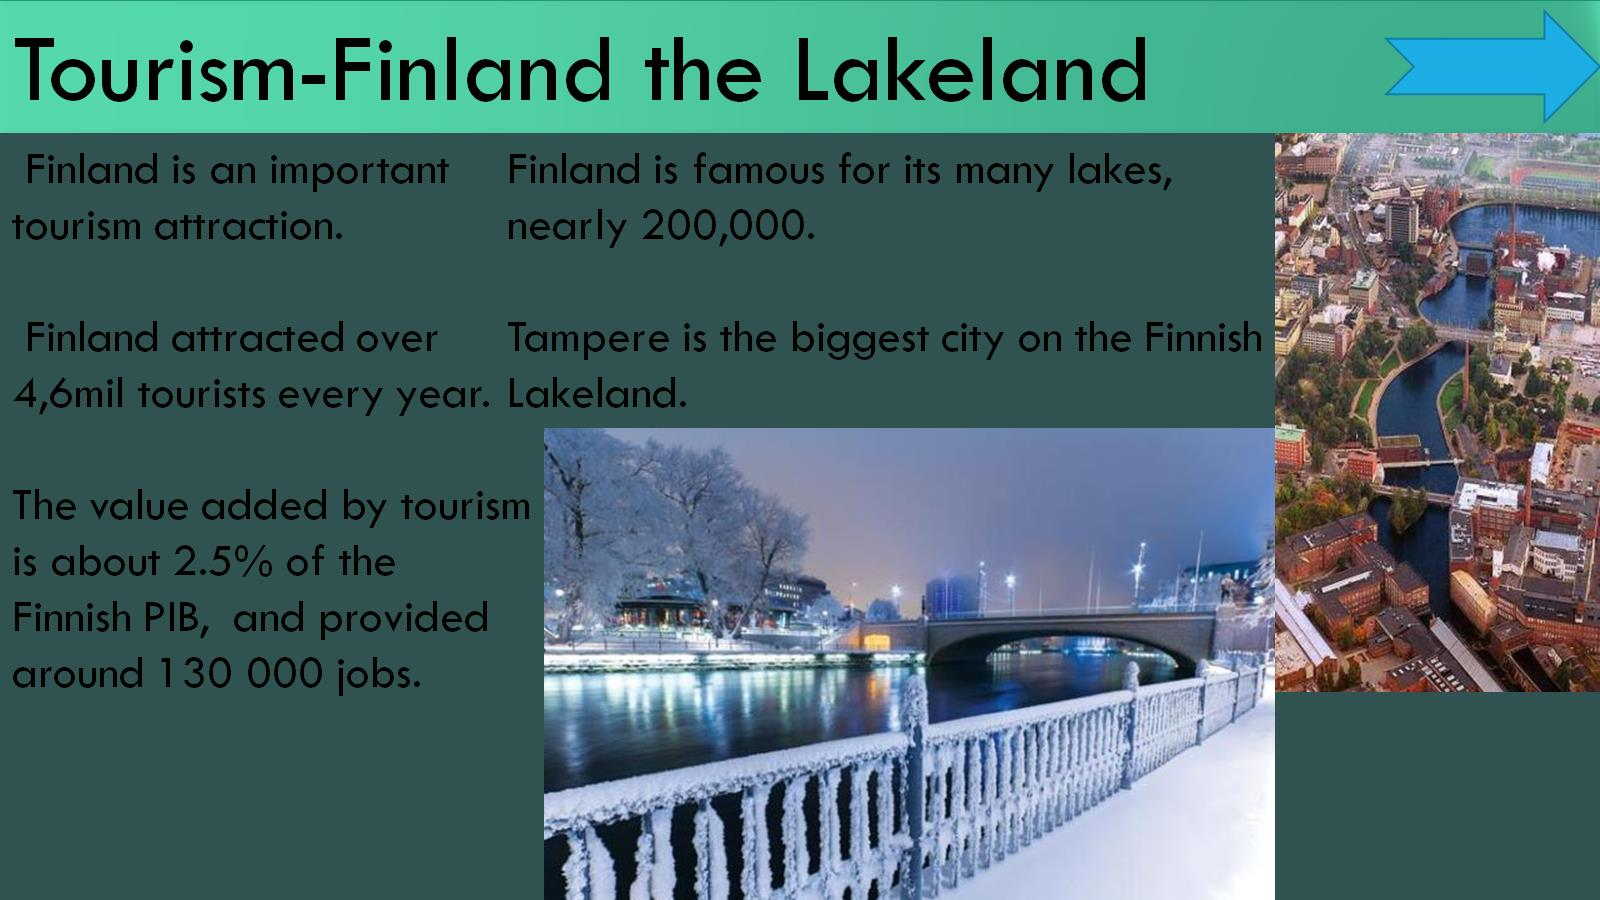 Tourism-Finland the Lakeland
Finland is an important
tourism attraction.
Finland attracted over
4,6mil tourists every year.
The value added by tourism
is about 2.5% of the
Finnish PIB, and provided
around 130 000 jobs.
Finland is famous for its many lakes,
nearly 200,000.
Tampere is the biggest city on the Finnish
Lakeland.